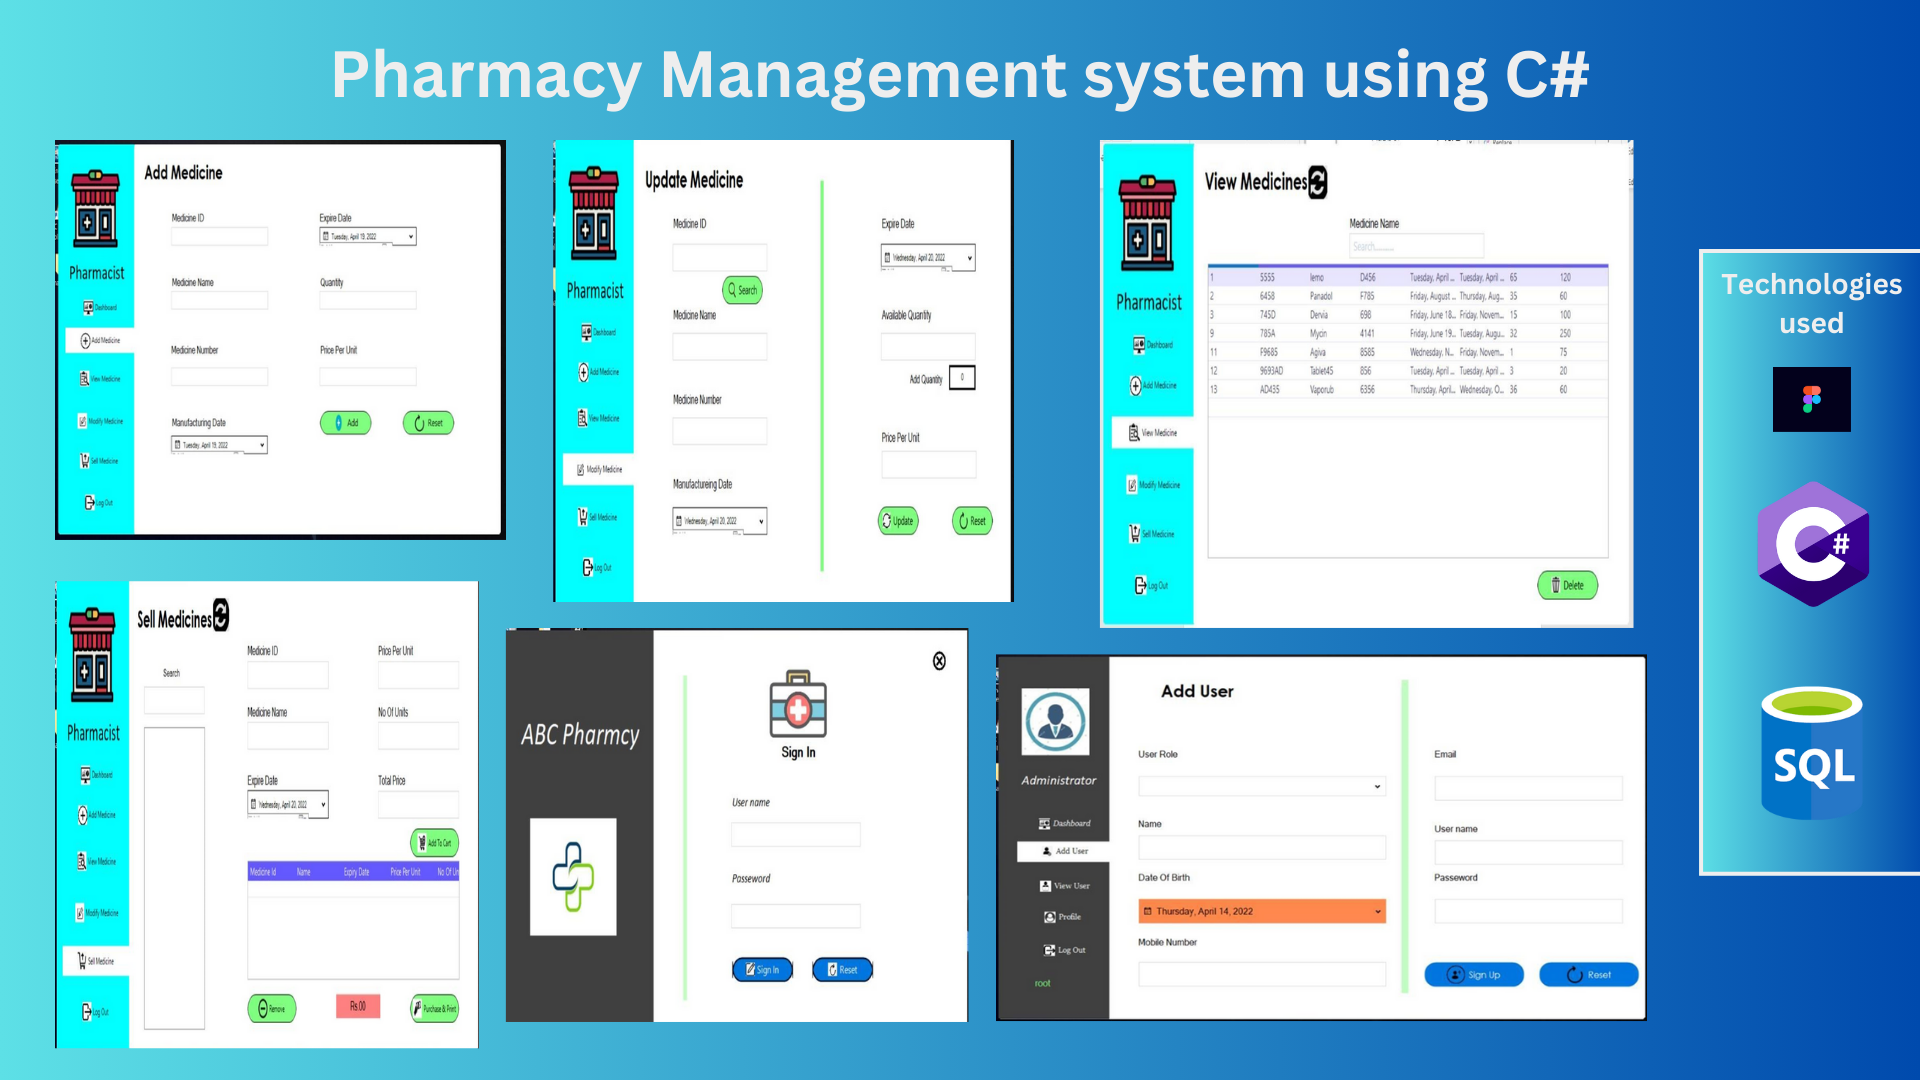 Pharmacy Management system using C#
Add Medicine
Pharmacist
Dashboard
Add Medicine
View Medicine
Modify Medicine
Sell Medicine
Log Out
Medicine ID
Expire Date
Tuesday, April 19, 2022
Medicine Name
Quantity
Medicine Number
Price Per Unit
Manufacturing Date
Tuesday, April 19, 2022
Add
Reset
Update Medicine
Pharmacist
Dashboard
Add Medicine
View Medicine
Modify Medicine
Sell Medicine
Log Out
Medicine ID
Search
Medicine Name
Medicine Number
Manufactureing Date
Wednesday, April 20, 2022
Expire Date
Wednesday, April 20, 2022
Available Quantity
Add Quantity 0
Price Per Unit
Update
Reset
View Medicines
Pharmacist
Dashboard
Add Medicine
View Medicine
Modify Medicine
Sell Medicine
Log Out
Medicine Name
Search..........
1 5555 lemo D456 Tuesday, April ... Tuesday, April ... 65 120
2 6458 Panadol F785 Friday, August ... Thursday, Aug... 35 60
3 745D Dervia 698 Friday, June 18... Friday, Novem... 15 100
9 785A Mycin 4141 Friday, June 19... Tuesday, Augu... 32 250
11 F9685 Agiva 8585 Wednesday, N... Friday, Novem... 1 75
12 9693AD Tablet45 856 Tuesday, April ... Tuesday, April ... 3 20
13 AD435 Vaporub 6356 Thursday, April... Wednesday, O... 36 60
Delete
Technologies
used
C#
SQL
Sell Medicines
Pharmacist
Dashboard
Add Medicine
View Medicine
Modify Medicine
Sell Medicine
Log Out
Search
Medicine ID
Price Per Unit
Medicine Name
No Of Units
Expire Date
Wednesday, April 20, 2022
Total Price
Add To Cart
Medicine Id Name Expiry Date Price Per Unit No Of Un
Remove
Rs.00
Purchase & Print
ABC Pharmcy
Sign In
User name
Passeword
Sign In
Reset
Administrator
Dashboard
Add User
View User
Profile
Log Out
root
Add User
User Role
Name
Date Of Birth
Thursday, April 14, 2022
Mobile Number
Email
User name
Passeword
Sign Up
Reset